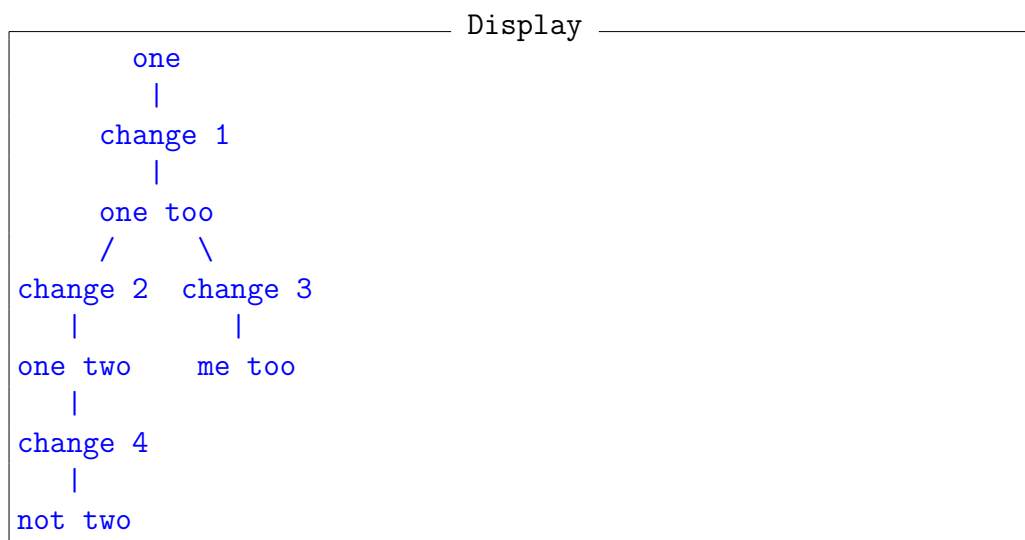 Display
one
|
change 1
|
one too
/     \
change 2  change 3
|         |
one two    me too
|
change 4
|
not two